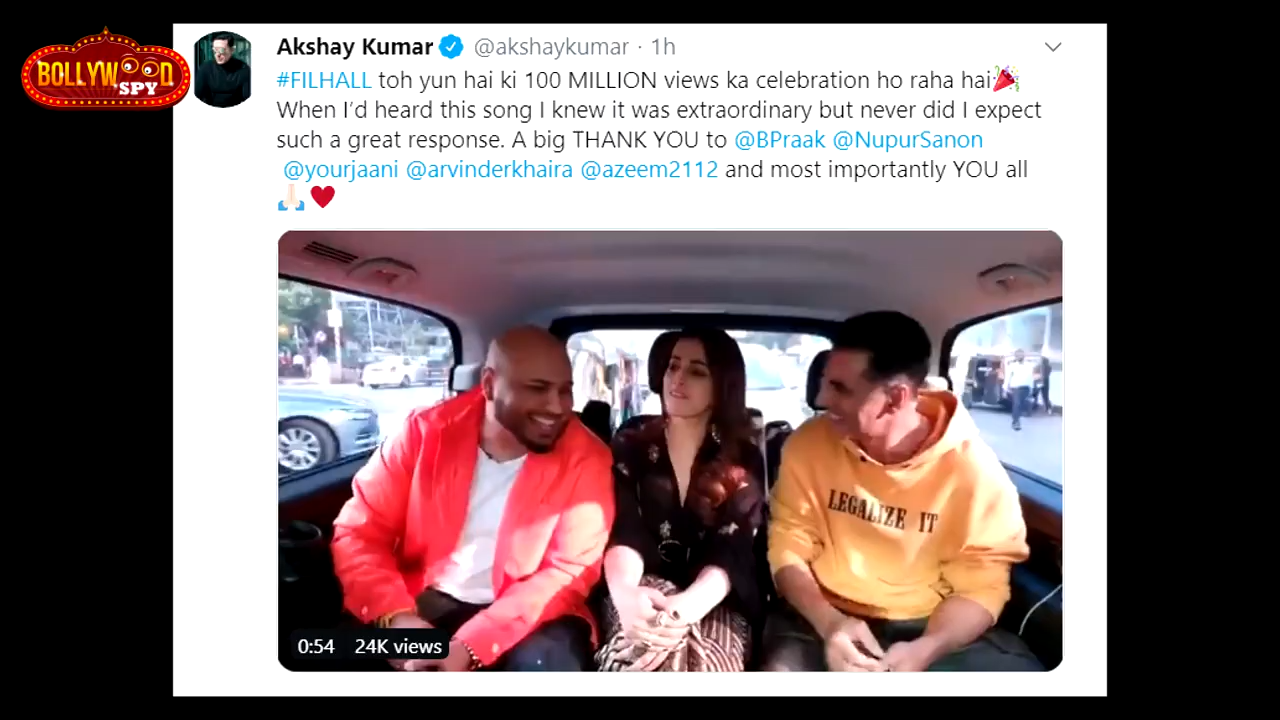 BOLLYWOOD
SPY
Akshay Kumar @akshaykumar · 1h
#FILHALL toh yun hai ki 100 MILLION views ka celebration ho raha hai🎉
When I'd heard this song I knew it was extraordinary but never did I expect
such a great response. A big THANK YOU to @BPraak @NupurSanon
@yourjaani @arvinderkhaira @azeem2112 and most importantly YOU all
🙏🏻❤️
LEGALIZE IT
0:54 24K views